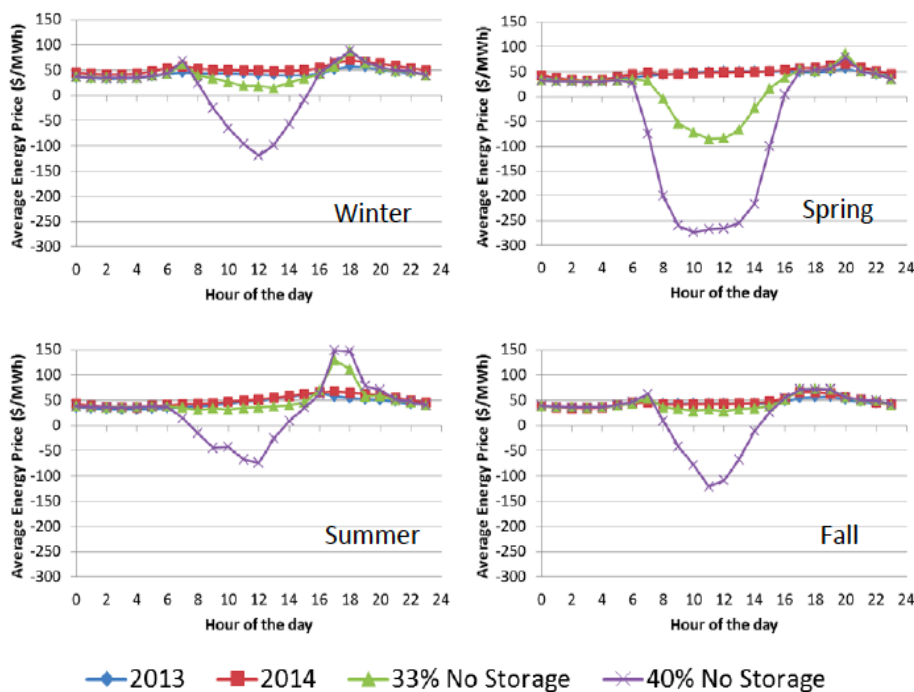 Average Energy Price ($/MWh)
150
100
50
0
-50
-100
-150
-200
-250
-300
Winter
0 2 4 6 8 10 12 14 16 18 20 22 24
Hour of the day
Average Energy Price ($/MWh)
150
100
50
0
-50
-100
-150
-200
-250
-300
Spring
0 2 4 6 8 10 12 14 16 18 20 22 24
Hour of the day
Average Energy Price ($/MWh)
150
100
50
0
-50
-100
-150
-200
-250
-300
Summer
0 2 4 6 8 10 12 14 16 18 20 22 24
Hour of the day
Average Energy Price ($/MWh)
150
100
50
0
-50
-100
-150
-200
-250
-300
Fall
0 2 4 6 8 10 12 14 16 18 20 22 24
Hour of the day
2013 2014 33% No Storage 40% No Storage